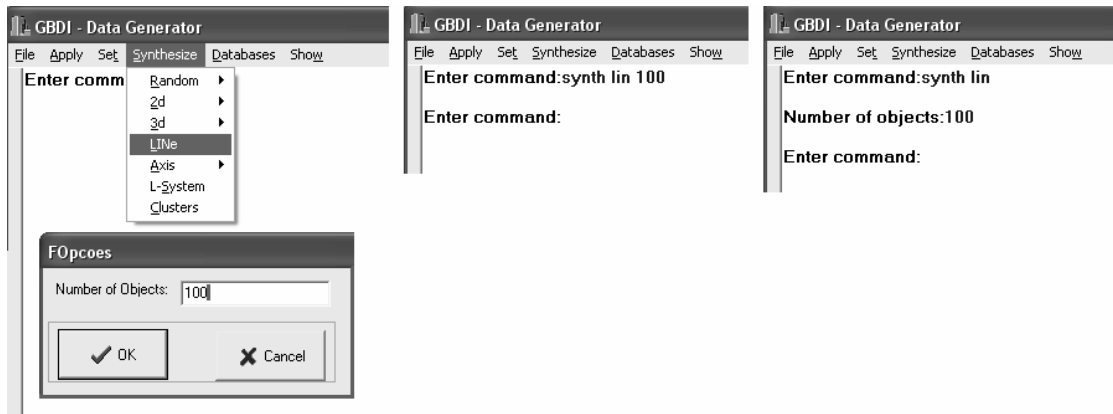 GBDI - Data Generator
File Apply Set Synthesize Databases Show
Enter comm
Random
2d
3d
LINe
Axis
L-System
Clusters
FOpcoes
Number of Objects: 100
OK Cancel
GBDI - Data Generator
File Apply Set Synthesize Databases Show
Enter command:synth lin 100
Enter command:
GBDI - Data Generator
File Apply Set Synthesize Databases Show
Enter command:synth lin
Number of objects:100
Enter command: